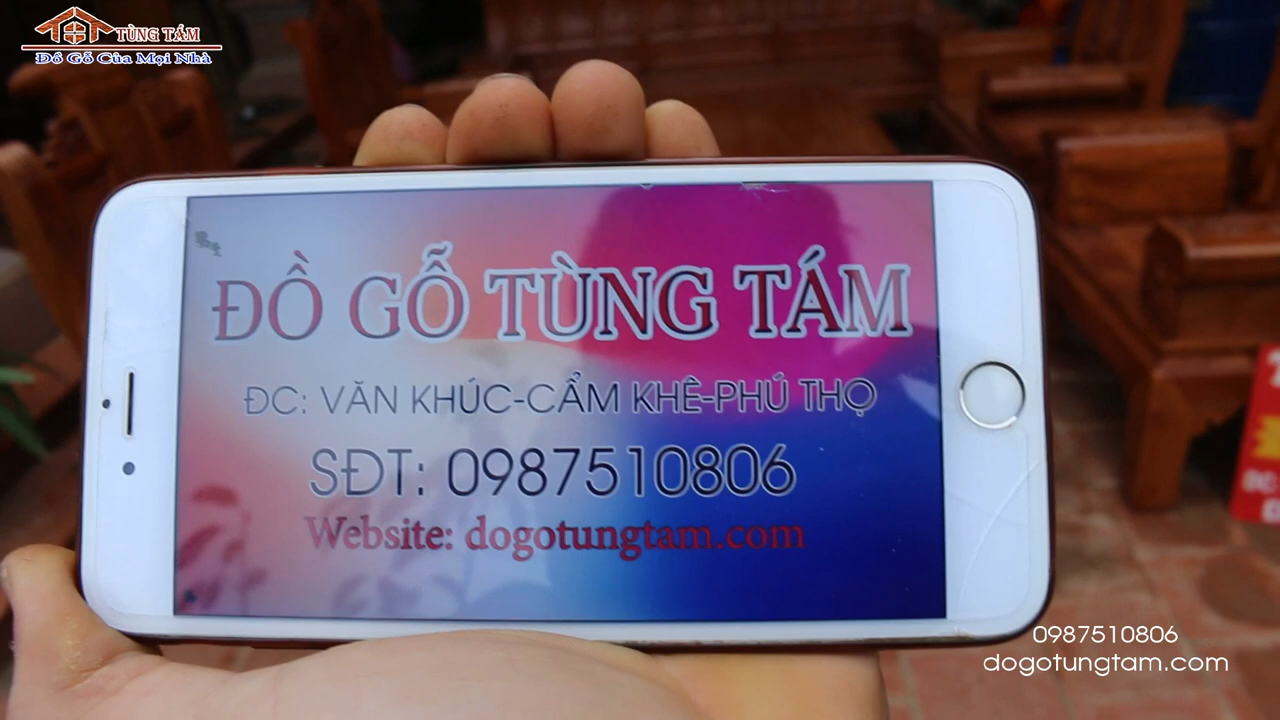 TÙNG TÁM
Đồ Gỗ Của Mọi Nhà
ĐỒ GỖ TÙNG TÁM
ĐC: VĂN KHÚC-CẨM KHÊ-PHÚ THỌ
SĐT: 0987510806
Website: dogotungtam.com
0987510806
dogotungtam.com